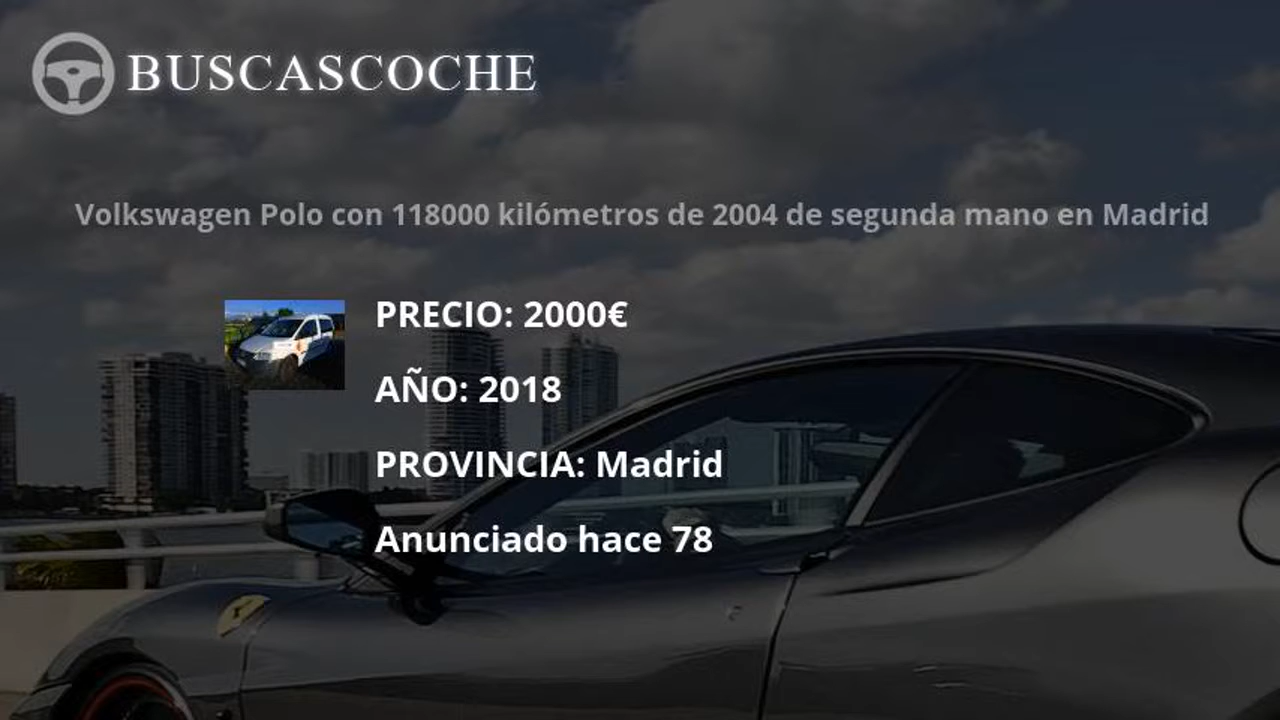 BUSCASCOCHE
Volkswagen Polo con 118000 kilómetros de 2004 de segunda mano en Madrid
PRECIO: 2000€
AÑO: 2018
PROVINCIA: Madrid
Anunciado hace 78